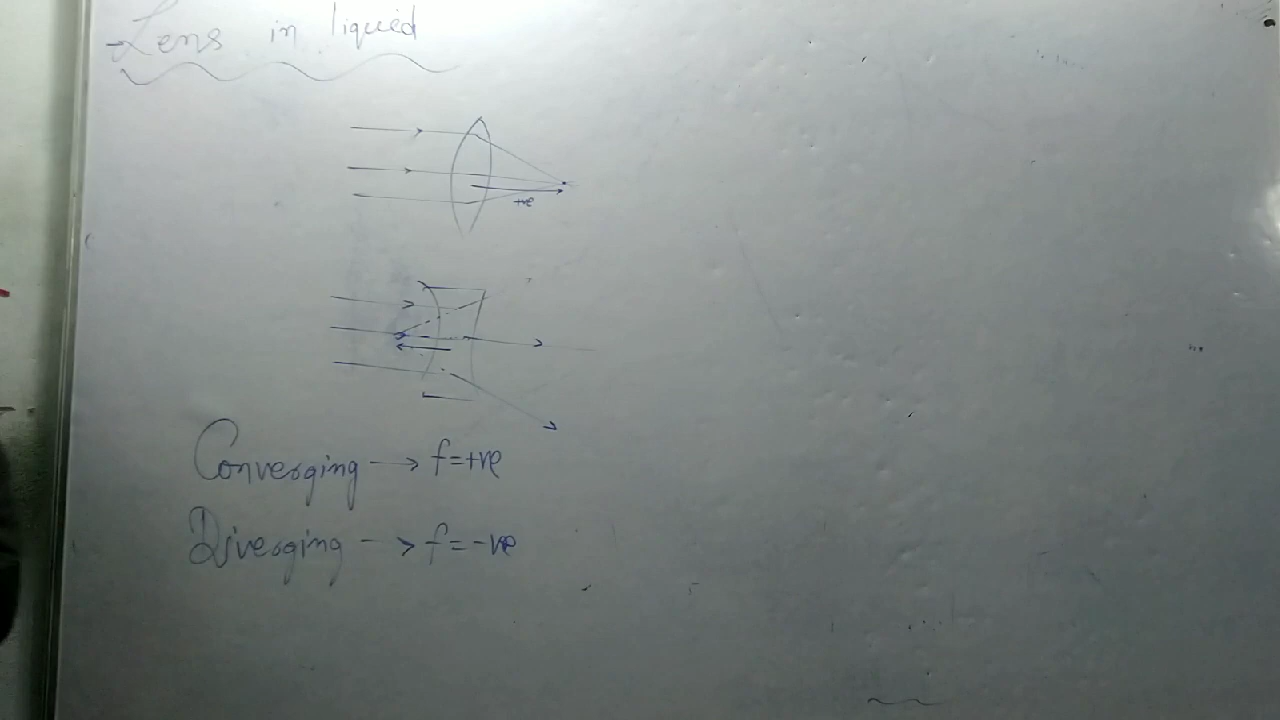 Lens in liquid
+ve
Converging → f=+ve
Diverging → f=-ve